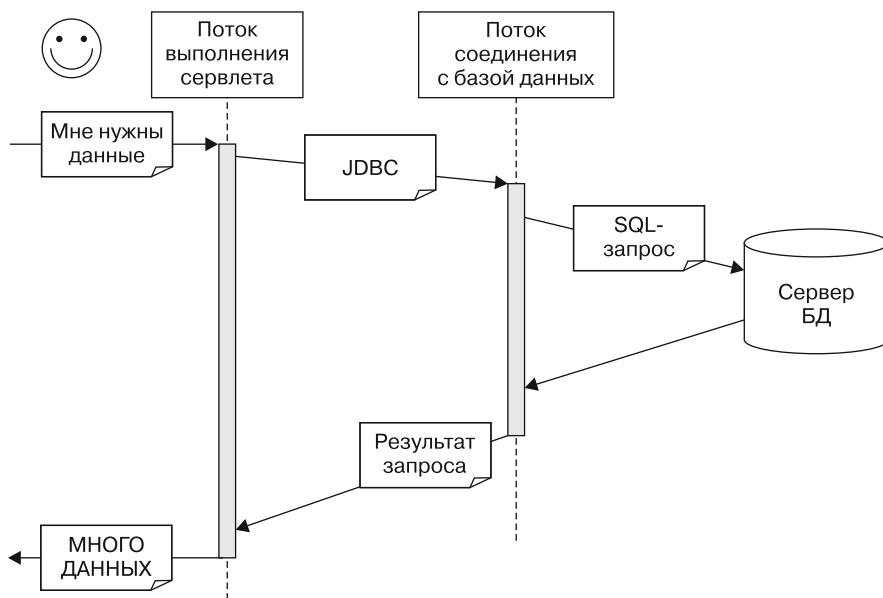 Поток
выполнения
сервлета
Поток
соединения
с базой данных
Мне нужны
данные
JDBC
SQL-
запрос
Сервер
БД
Результат
запроса
МНОГО
ДАННЫХ